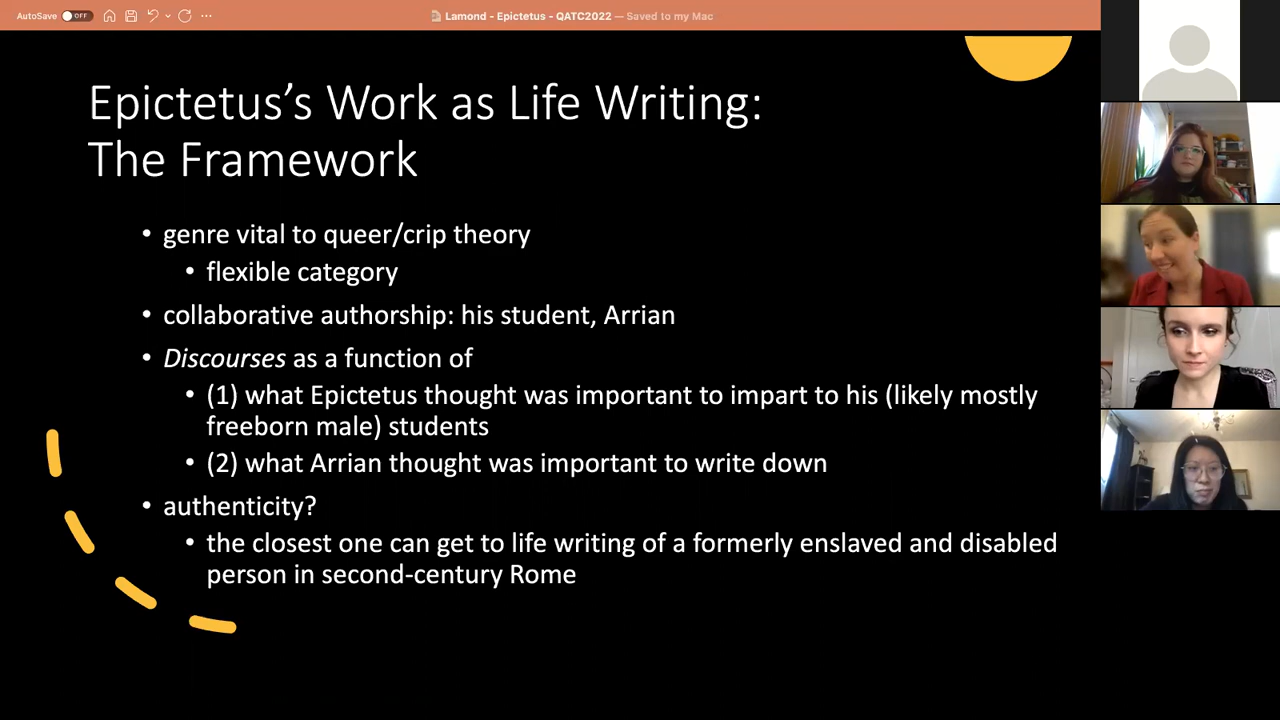 AutoSave OFF ··· Lamond - Epictetus - QATC2022 — Saved to my Mac
Epictetus’s Work as Life Writing:
The Framework
• genre vital to queer/crip theory
• flexible category
• collaborative authorship: his student, Arrian
• Discourses as a function of
• (1) what Epictetus thought was important to impart to his (likely mostly
freeborn male) students
• (2) what Arrian thought was important to write down
• authenticity?
• the closest one can get to life writing of a formerly enslaved and disabled
person in second-century Rome